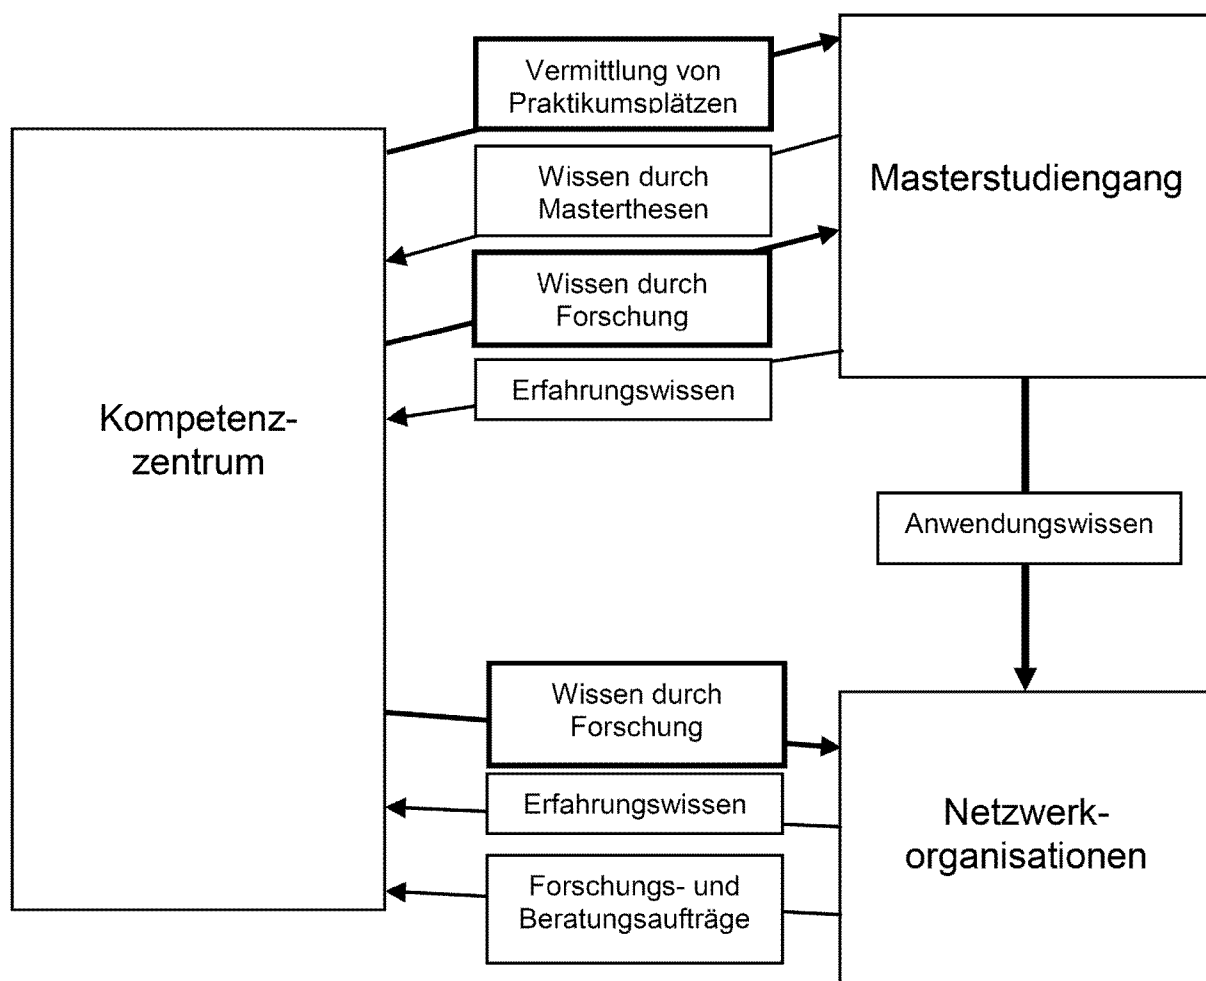 Vermittlung von
Praktikumsplätzen
Wissen durch
Masterthesen
Masterstudiengang
Wissen durch
Forschung
Erfahrungswissen
Kompetenz-
zentrum
Anwendungswissen
Wissen durch
Forschung
Erfahrungswissen
Netzwerk-
organisationen
Forschungs- und
Beratungsaufträge